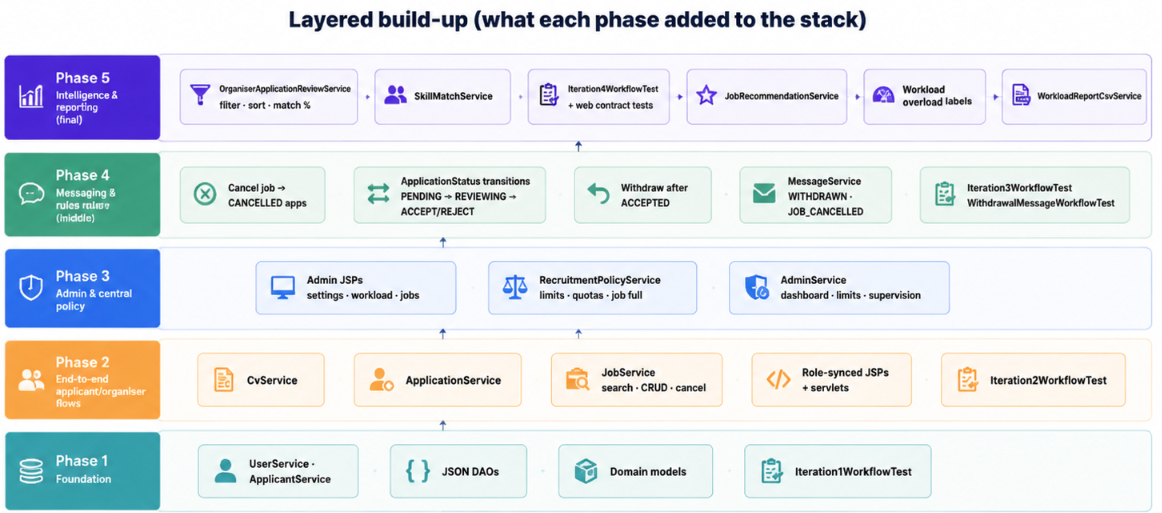 Layered build-up (what each phase added to the stack)
Phase 5
Intelligence &
reporting
(final)
OrganiserApplicationReviewService
filter · sort · match %
SkillMatchService
Iteration4WorkflowTest
+ web contract tests
JobRecommendationService
Workload
overload labels
WorkloadReportCsvService
Phase 4
Messaging &
rules
(middle)
Cancel job →
CANCELLED apps
ApplicationStatus transitions
PENDING → REVIEWING →
ACCEPT/REJECT
Withdraw after
ACCEPTED
MessageService
WITHDRAWN ·
JOB_CANCELLED
Iteration3WorkflowTest
WithdrawalMessageWorkflowTest
Phase 3
Admin & central
policy
Admin JSPs
settings · workload · jobs
RecruitmentPolicyService
limits · quotas · job full
AdminService
dashboard · limits · supervision
Phase 2
End-to-end
applicant/organiser
flows
CvService
ApplicationService
JobService
search · CRUD · cancel
Role-synced JSPs
+ servlets
Iteration2WorkflowTest
Phase 1
Foundation
UserService ·
ApplicantService
JSON DAOs
Domain models
Iteration1WorkflowTest